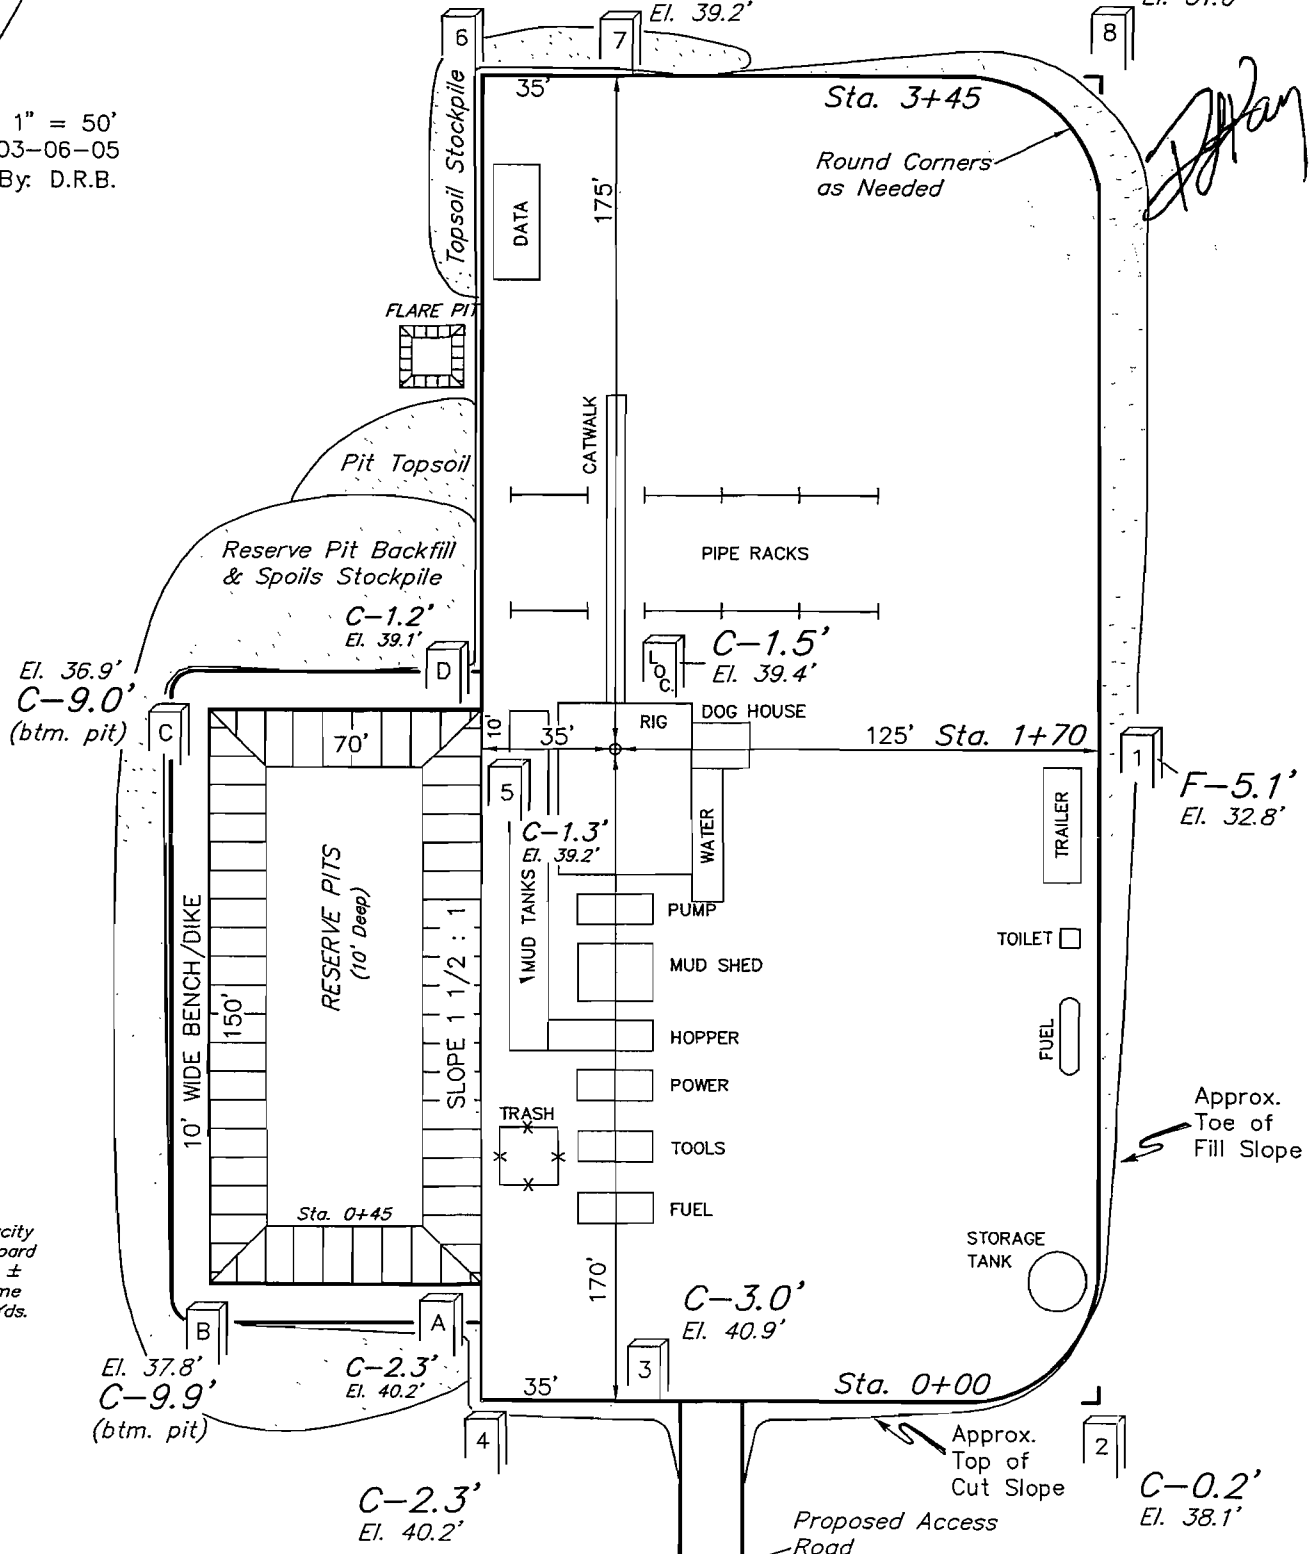 El. 39.2'
6
7
8
1" = 50'
03-06-05
By: D.R.B.
35'
Sta. 3+45
Topsoil Stockpile
175'
DATA
Round Corners
as Needed
FLARE PIT
CATWALK
Pit Topsoil
Reserve Pit Backfill
& Spoils Stockpile
PIPE RACKS
C-1.2'
El. 39.1'
D
LOC.
C-1.5'
El. 39.4'
El. 36.9'
C-9.0'
(btm. pit)
C
70'
10'
35'
RIG
DOG HOUSE
125'
Sta. 1+70
1
F-5.1'
El. 32.8'
5
C-1.3'
El. 39.2'
WATER
TRAILER
RESERVE PITS
(10' Deep)
MUD TANKS
SLOPE 1 1/2 : 1
10' WIDE BENCH/DIKE
150'
PUMP
MUD SHED
TOILET
HOPPER
FUEL
POWER
TRASH
TOOLS
FUEL
Approx.
Toe of
Fill Slope
Sta. 0+45
STORAGE
TANK
±
170'
C-3.0'
El. 40.9'
B
A
3
El. 37.8'
C-9.9'
(btm. pit)
C-2.3'
El. 40.2'
35'
Sta. 0+00
4
2
Approx.
Top of
Cut Slope
C-2.3'
El. 40.2'
C-0.2'
El. 38.1'
Proposed Access
Road